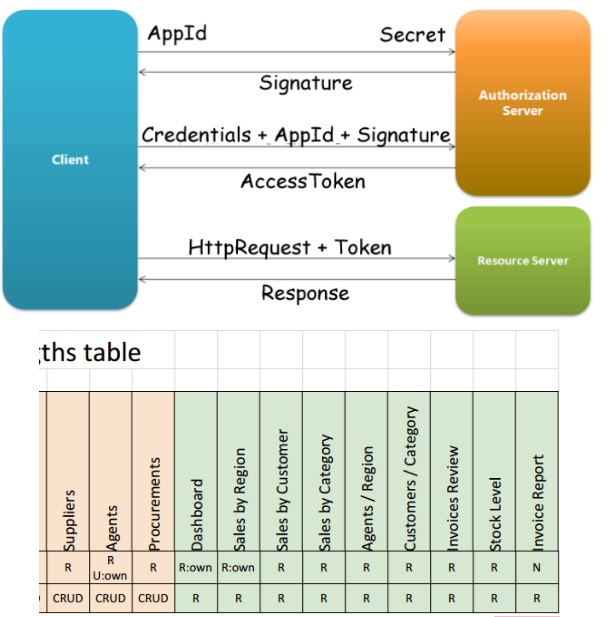 AppId Secret
Signature
Authorization
Server
Client
Credentials + AppId + Signature
AccessToken
HttpRequest + Token
Resource Server
Response
table
Suppliers
Agents
Procurements
Dashboard
Sales by Region
Sales by Customer
Sales by Category
Agents / Region
Customers / Category
Invoices Review
Stock Level
Invoice Report
R R R R:own R:own R R R R R R R N
U:own
CRUD CRUD CRUD R R R R R R R R R R